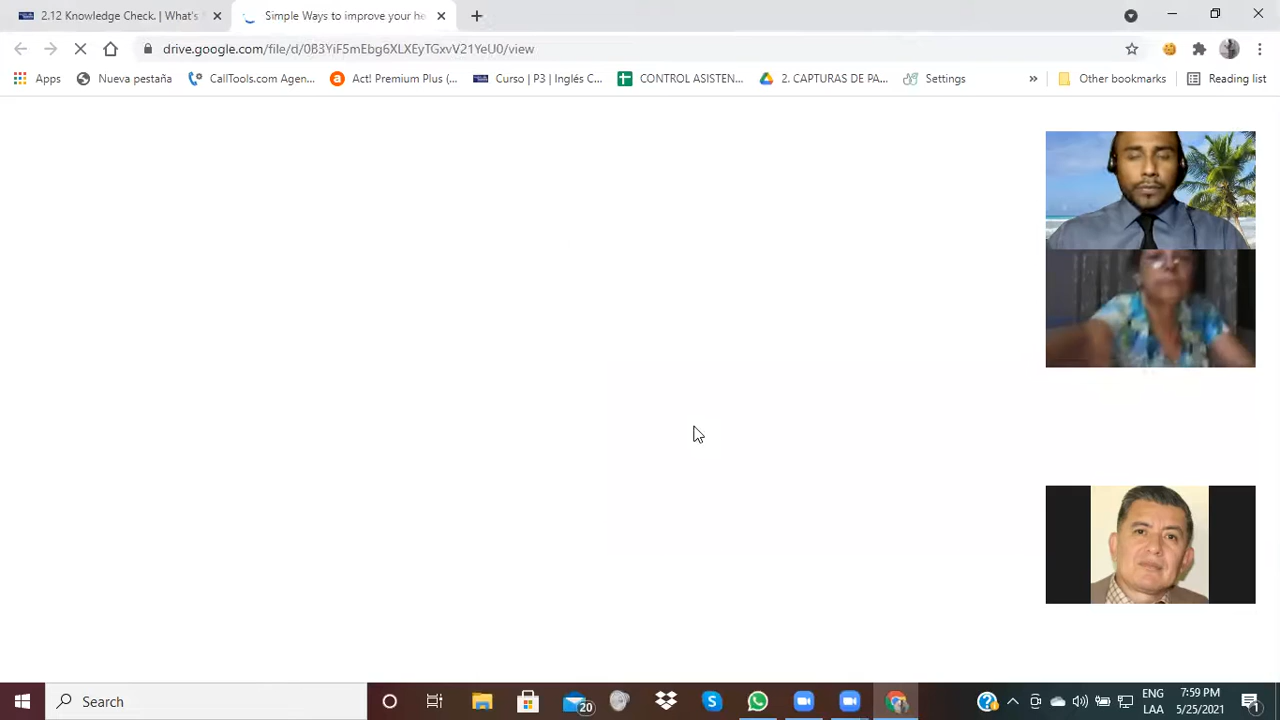 2.12 Knowledge Check. | What's
Simple Ways to improve your he
drive.google.com/file/d/0B3YiF5mEbg6XLXEyTGxvV21YeU0/view
Apps
Nueva pestaña
CallTools.com Agen...
Act! Premium Plus (...
Curso | P3 | Inglés C...
CONTROL ASISTEN...
2. CAPTURAS DE PA...
Settings
»
Other bookmarks
Reading list
Search
20
ENG
LAA
7:59 PM
5/25/2021
1